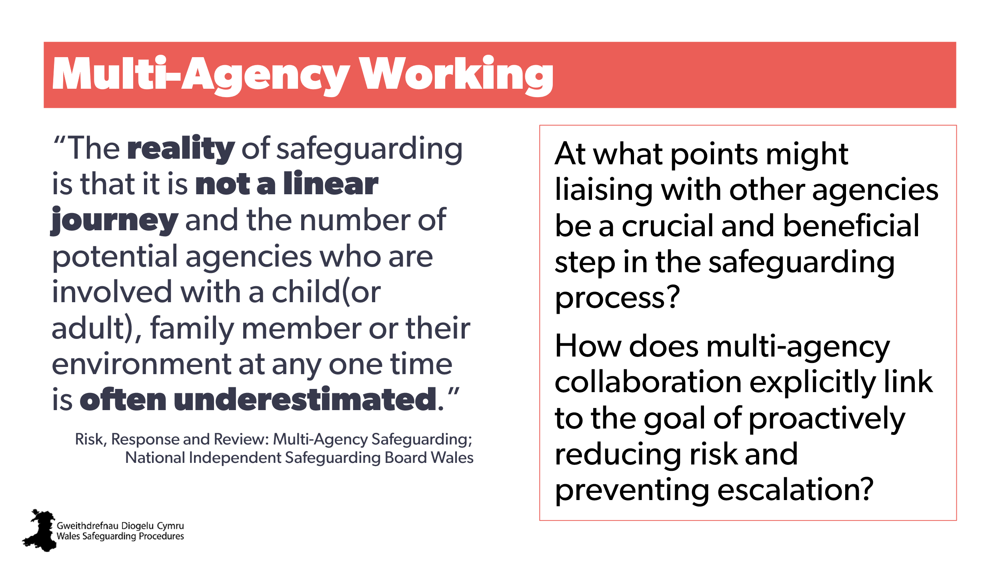 Multi-Agency Working
“The reality of safeguarding
is that it is not a linear
journey and the number of
potential agencies who are
involved with a child(or
adult), family member or their
environment at any one time
is often underestimated.”
Risk, Response and Review: Multi-Agency Safeguarding;
National Independent Safeguarding Board Wales
At what points might
liaising with other agencies
be a crucial and beneficial
step in the safeguarding
process?
How does multi-agency
collaboration explicitly link
to the goal of proactively
reducing risk and
preventing escalation?
Gweithdrefnau Diogelu Cymru
Wales Safeguarding Procedures